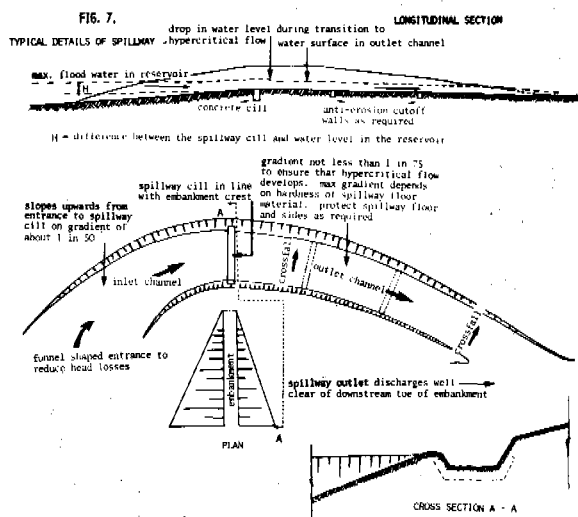 FIG. 7.
TYPICAL DETAILS OF SPILLWAY
LONGITUDINAL SECTION
drop in water level during transition to
hypercritical flow
water surface in outlet channel
max. flood water in reservoir
H
concrete cill
anti-erosion cutoff
walls as required
H = difference between the spillway cill and water level in the reservoir
gradient not less than 1 in 75
to ensure that hypercritical flow
develops. max gradient depends
on hardness of spillway floor
material. protect spillway floor
and sides as required
spillway cill in line
with embankment crest
A
slopes upwards from
entrance to spillway
cill on gradient of
about 1 in 50
inlet channel
crossfall
outlet channel
crossfall
funnel shaped entrance to
reduce head losses
embankment
spillway outlet discharges well
clear of downstream toe of embankment
A
PLAN
CROSS SECTION A - A